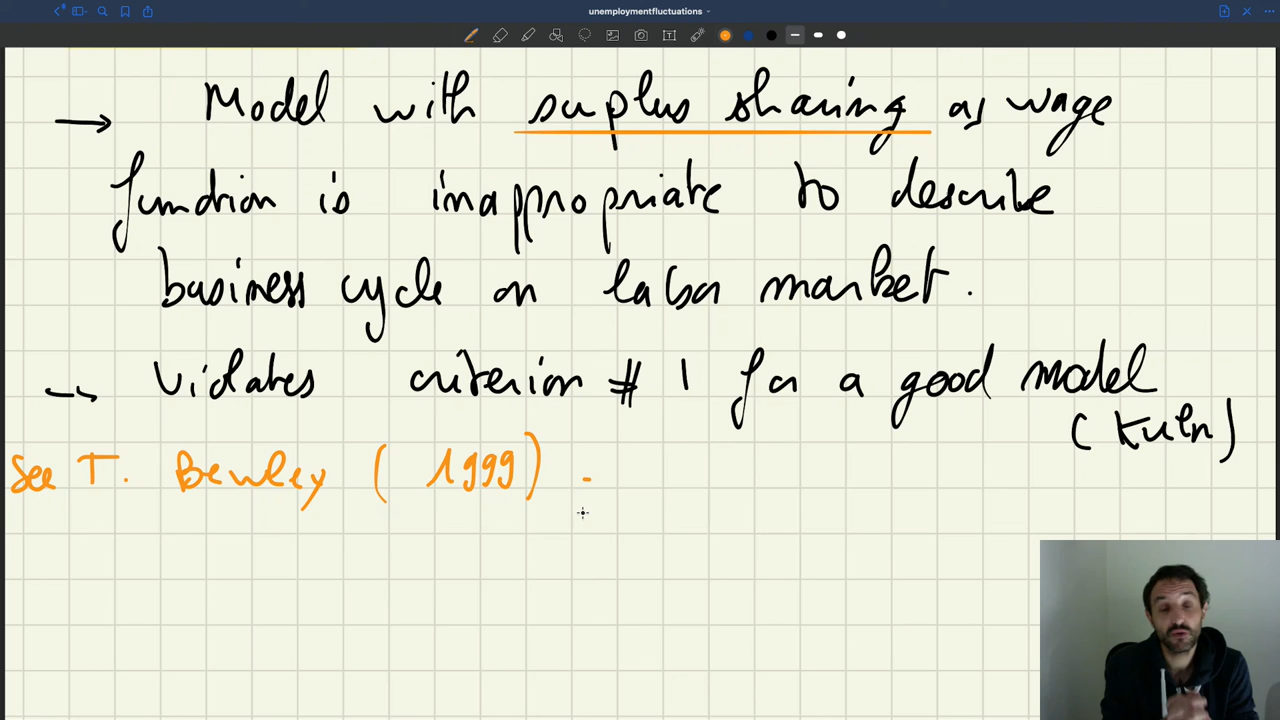 unemploymentfluctuations
→ Model with surplus sharing as wage
function is inappropriate to describe
business cycle on labor market.
→ Violates criterion # 1 for a good model
(Kuhn)
See T. Bewley (1999) -